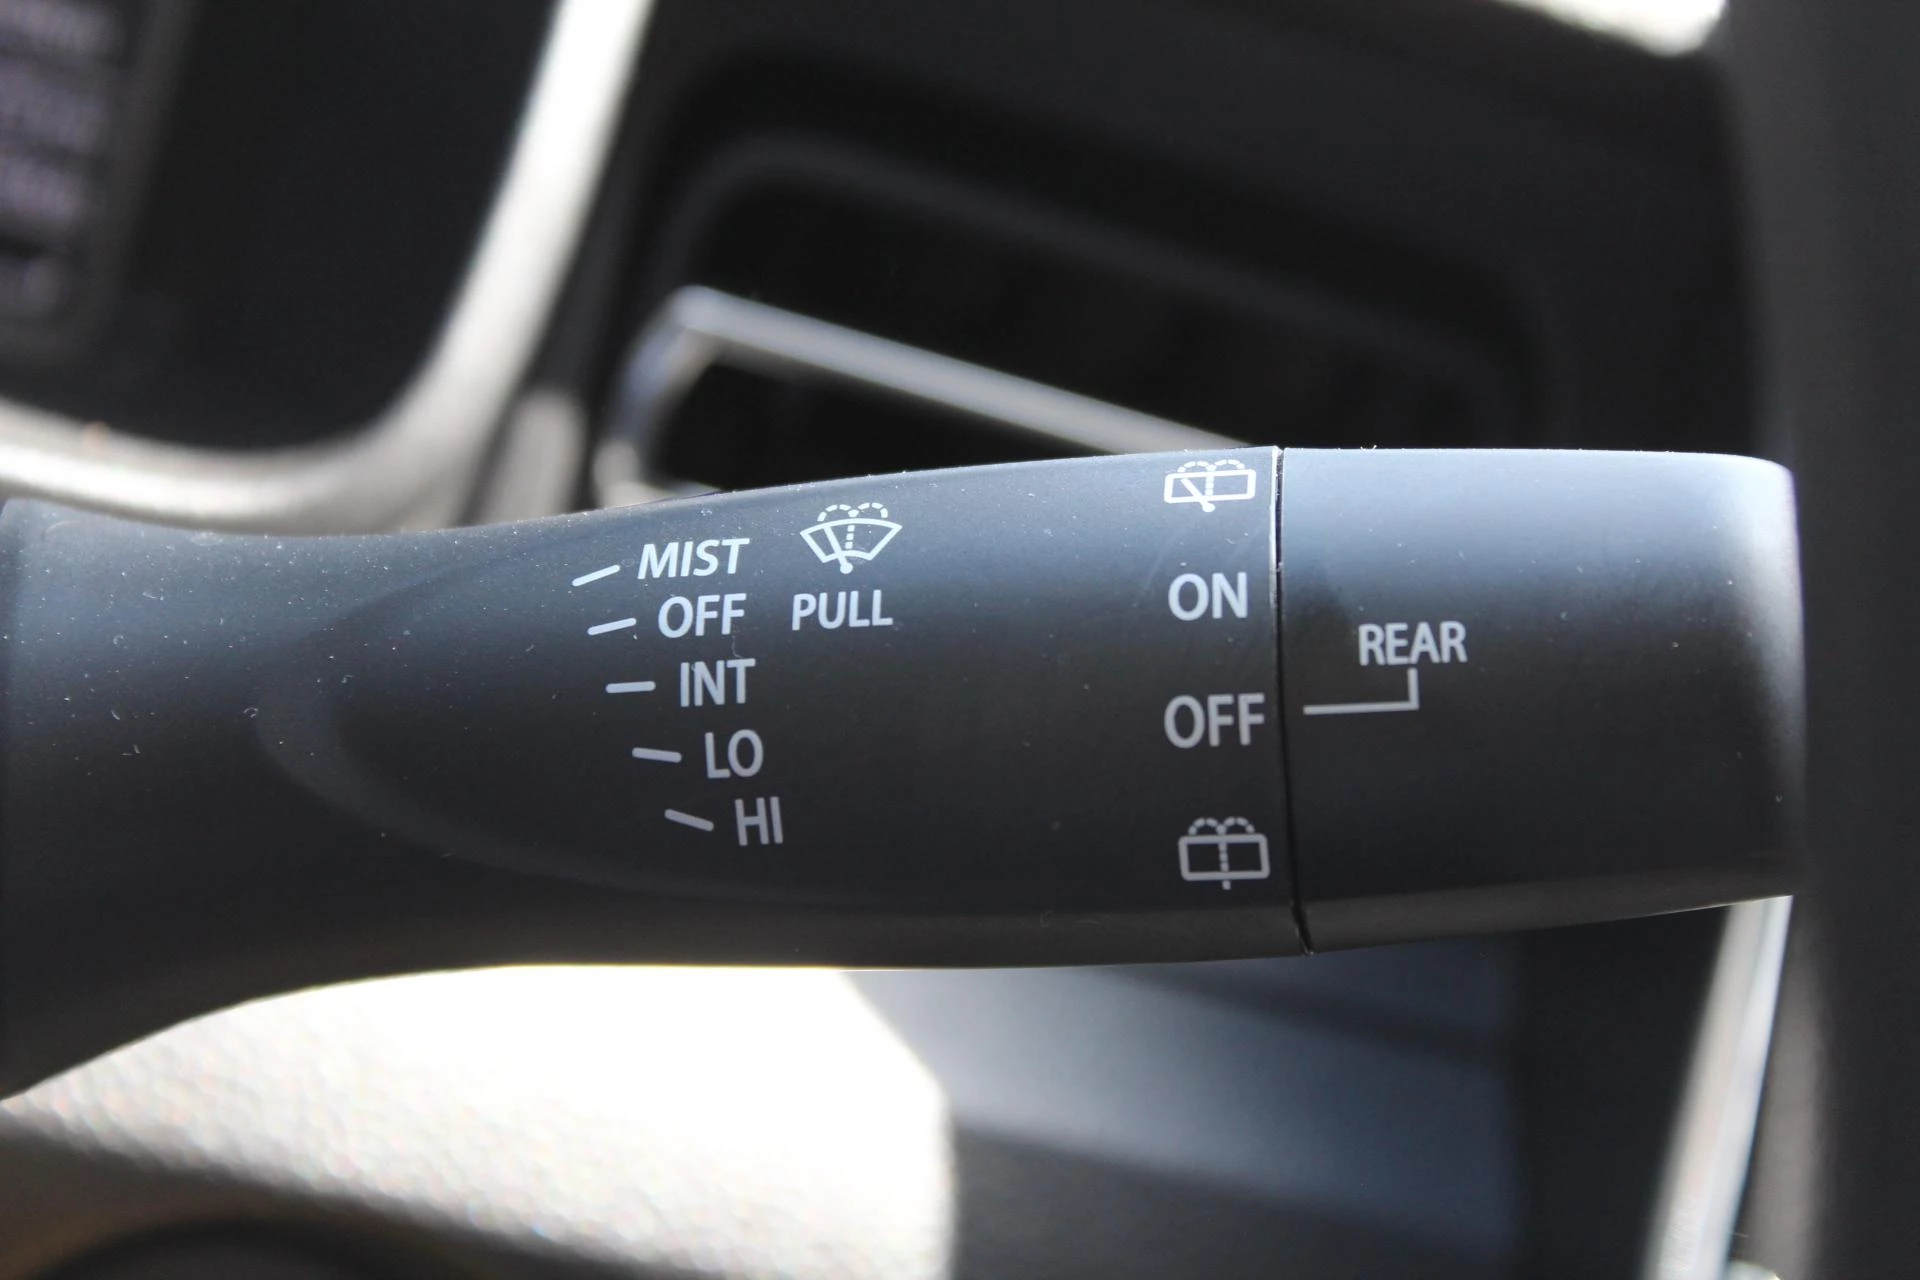 MIST
OFF
INT
LO
HI
PULL
ON
OFF
REAR